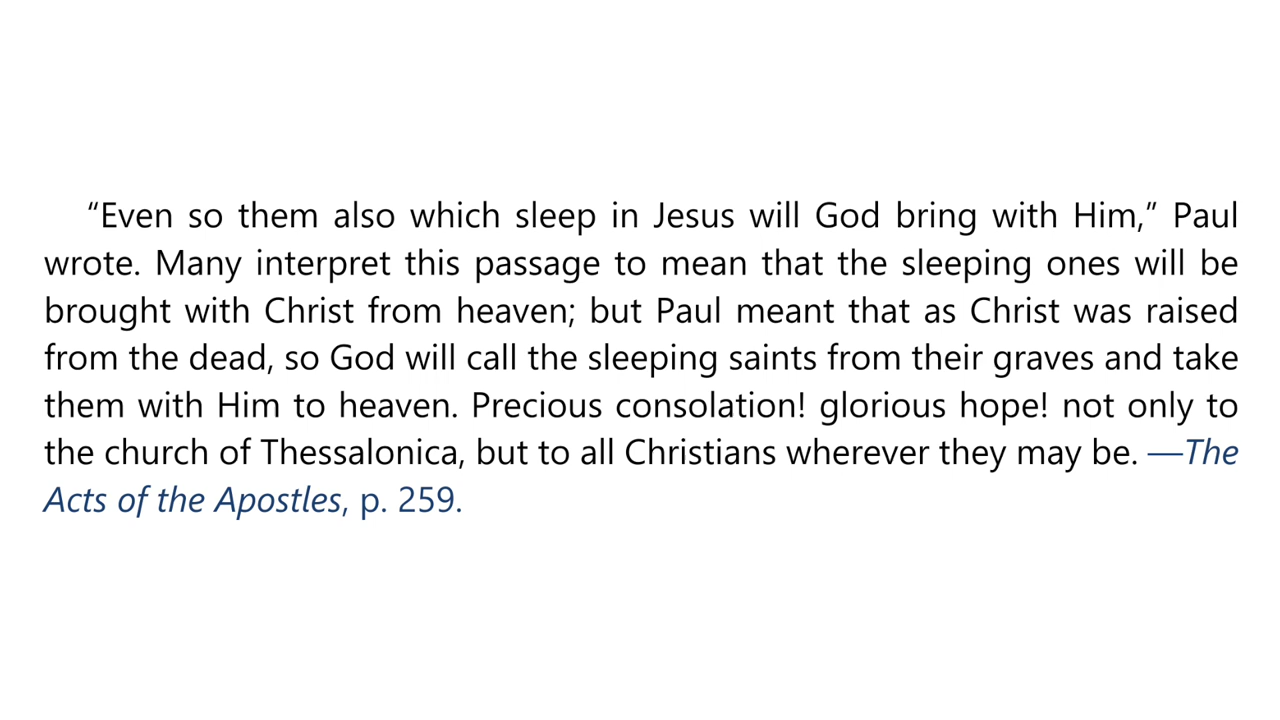 “Even so them also which sleep in Jesus will God bring with Him,” Paul
wrote. Many interpret this passage to mean that the sleeping ones will be
brought with Christ from heaven; but Paul meant that as Christ was raised
from the dead, so God will call the sleeping saints from their graves and take
them with Him to heaven. Precious consolation! glorious hope! not only to
the church of Thessalonica, but to all Christians wherever they may be. —The
Acts of the Apostles, p. 259.